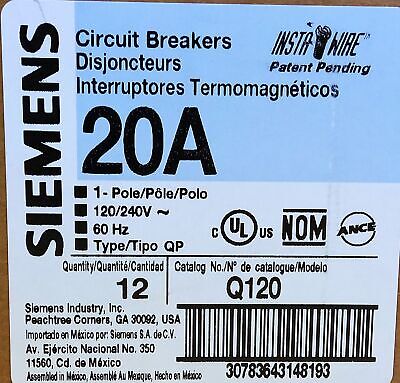 SIEMENS
Circuit Breakers
Disjoncteurs
Interruptores Termomagnéticos
INSTA WIRE™
Patent Pending
20A
1- Pole/Pôle/Polo
120/240V ~
60 Hz
Type/Tipo QP
C UL US NOM ANCE
Quantity/Quantité/Cantidad
12
Catalog No./N° de catalogue/Modelo
Q120
Siemens Industry, Inc.
Peachtree Corners, GA 30092, USA
Importado en México por: Siemens S.A. de C.V.
Av. Ejército Nacional No. 350
11560, Cd. de México
Assembled in México, Assemblé Au Mexique, Hecho en México
30783643148193